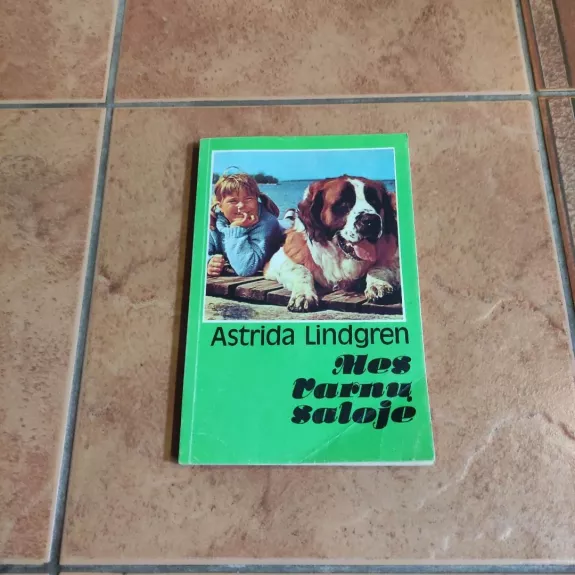 Astrida Lindgren
Mes
Varnų
saloje